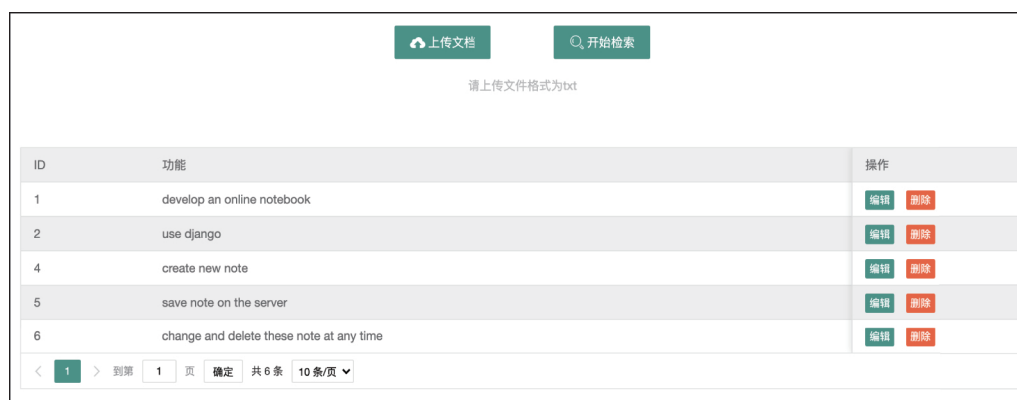 上传文档 开始检索
请上传文件格式为txt
ID 功能 操作
1 develop an online notebook 编辑 删除
2 use django 编辑 删除
4 create new note 编辑 删除
5 save note on the server 编辑 删除
6 change and delete these note at any time 编辑 删除
< 1 > 到第 1 页 确定 共 6 条 10 条/页